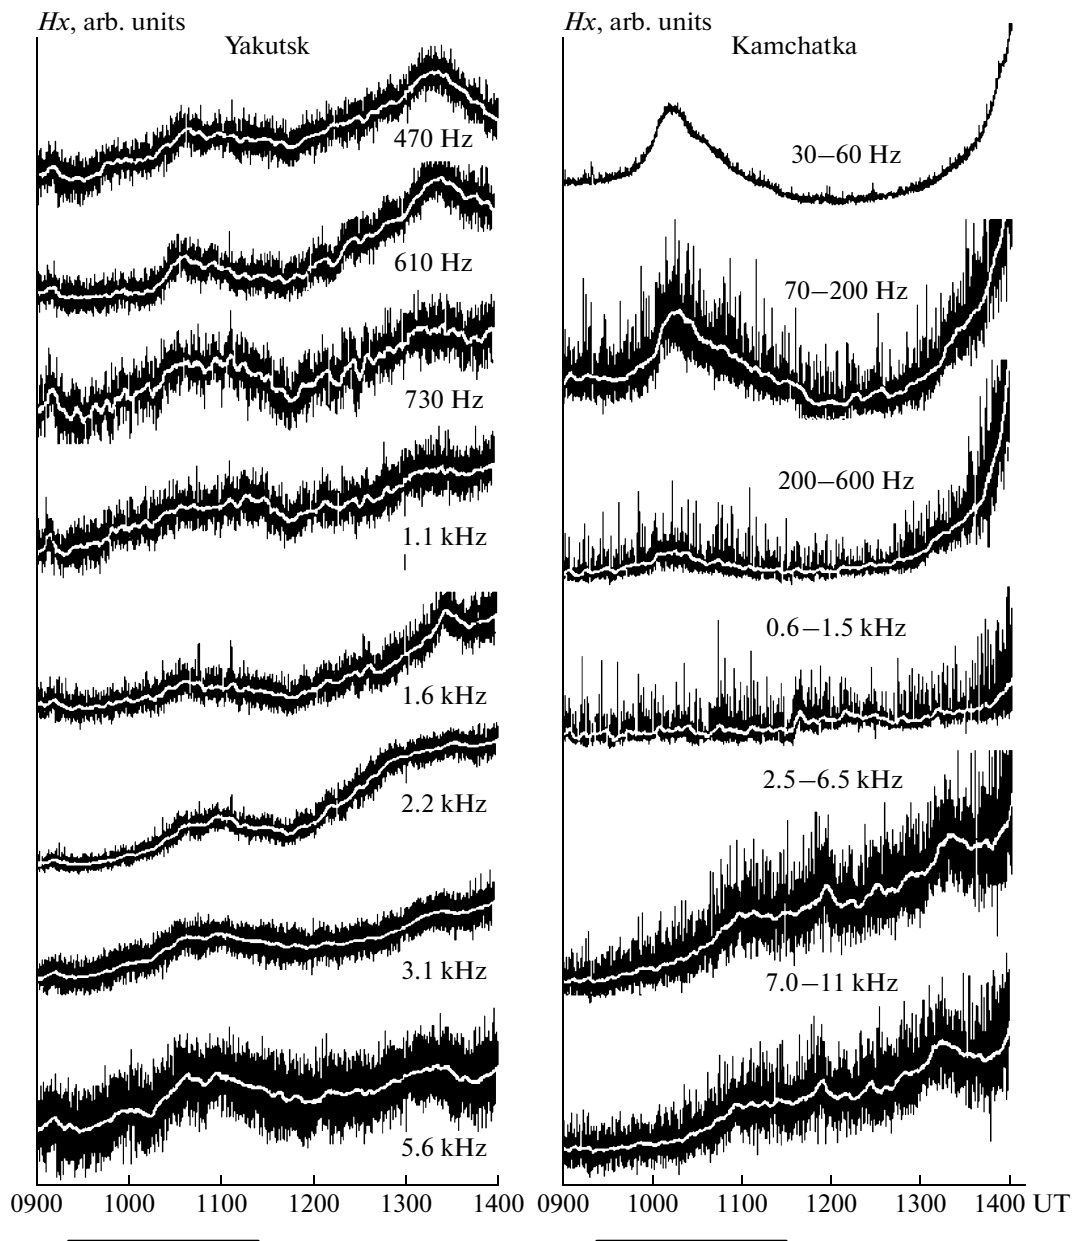 Hx, arb. units
Yakutsk
470 Hz
610 Hz
730 Hz
1.1 kHz
1.6 kHz
2.2 kHz
3.1 kHz
5.6 kHz
0900 1000 1100 1200 1300 1400
Hx, arb. units
Kamchatka
30–60 Hz
70–200 Hz
200–600 Hz
0.6–1.5 kHz
2.5–6.5 kHz
7.0–11 kHz
0900 1000 1100 1200 1300 1400 UT